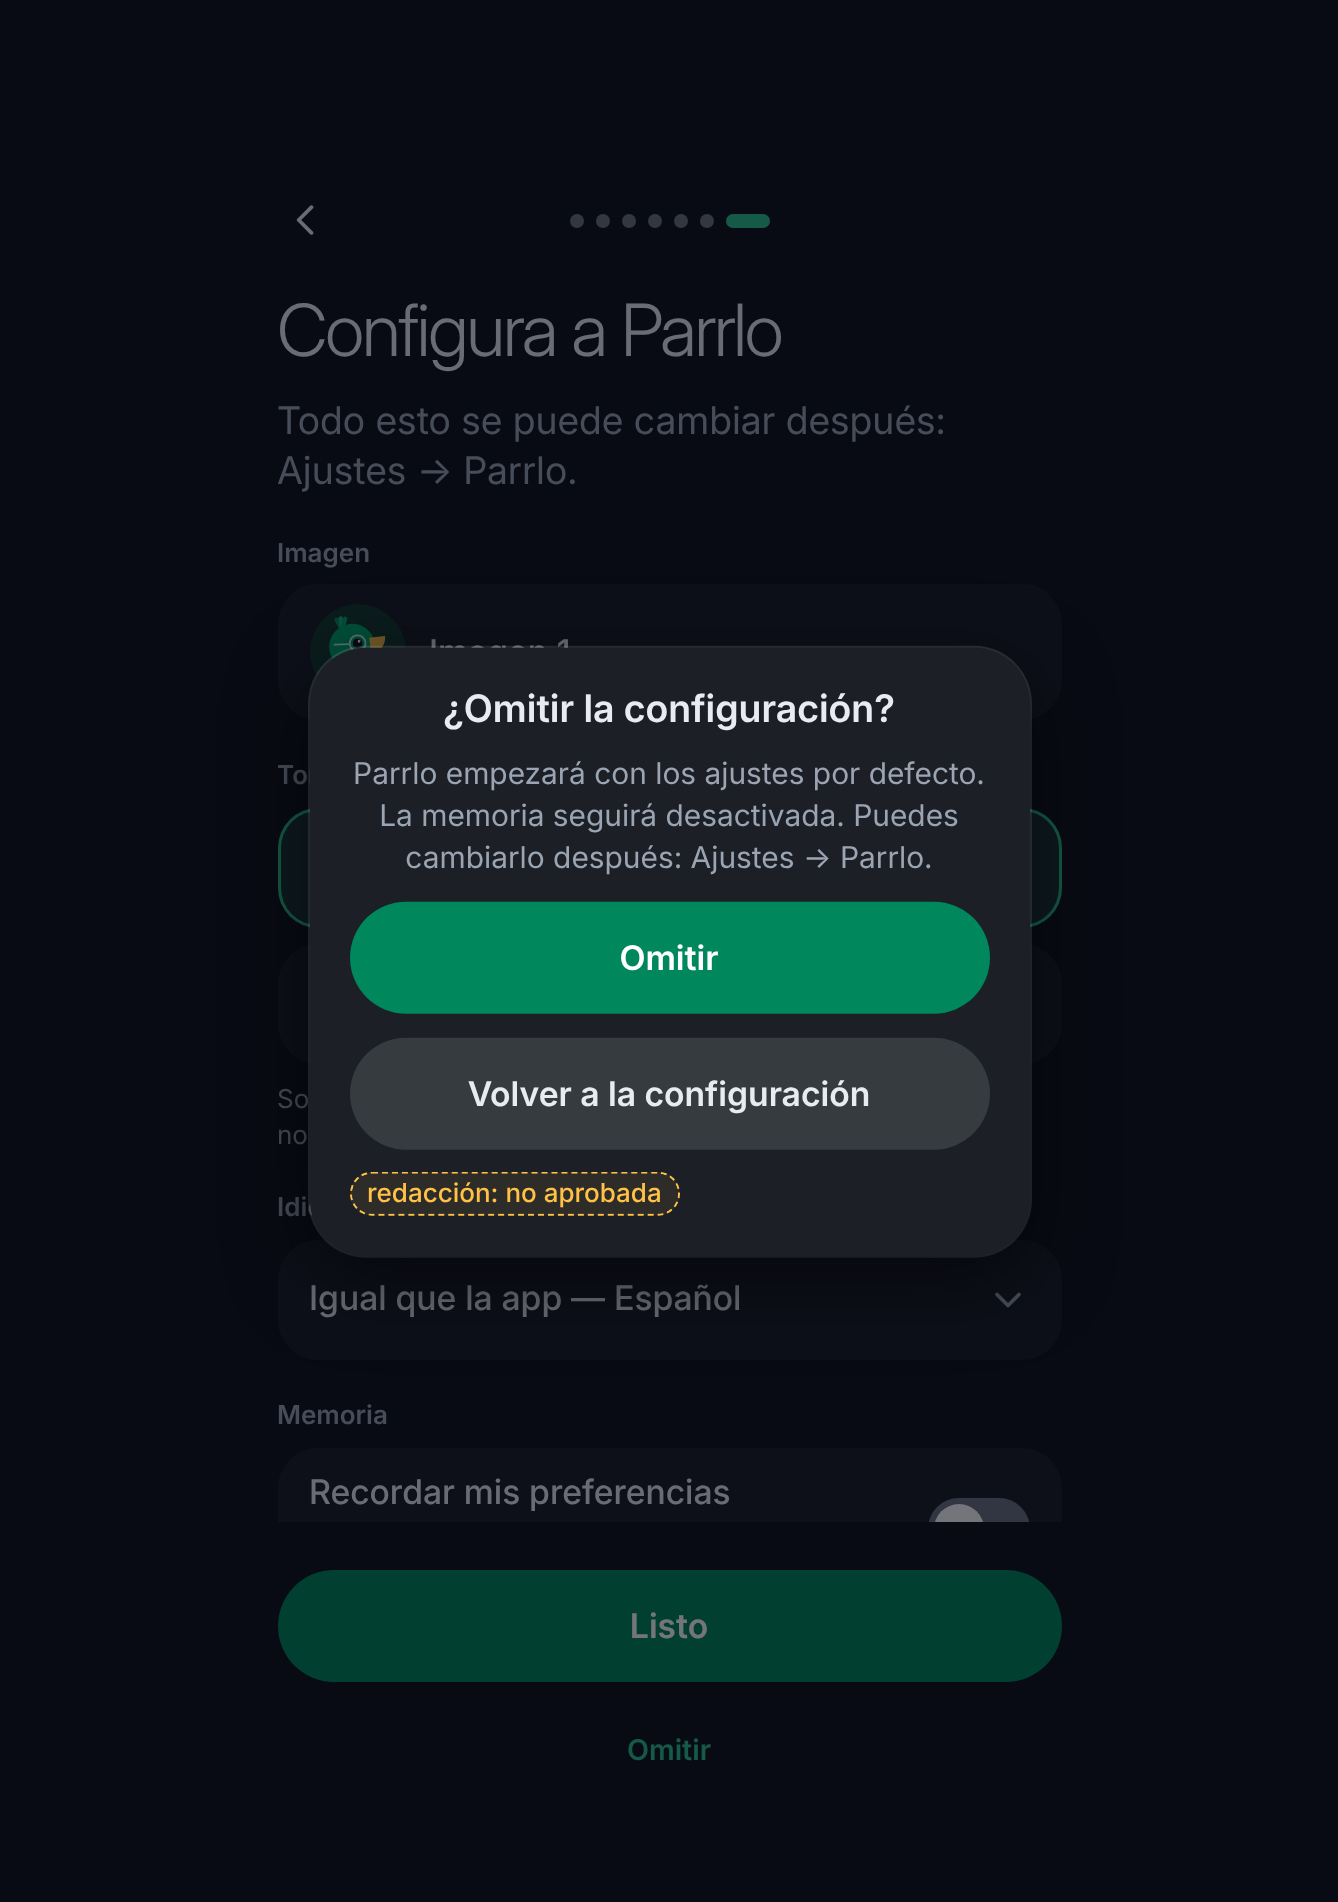 Configura a Parrlo
Todo esto se puede cambiar después:
Ajustes → Parrlo.
Imagen
Imagen 1
¿Omitir la configuración?
Parrlo empezará con los ajustes por defecto.
La memoria seguirá desactivada. Puedes
cambiarlo después: Ajustes → Parrlo.
Omitir
Volver a la configuración
redacción: no aprobada
Igual que la app — Español
Memoria
Recordar mis preferencias
Listo
Omitir